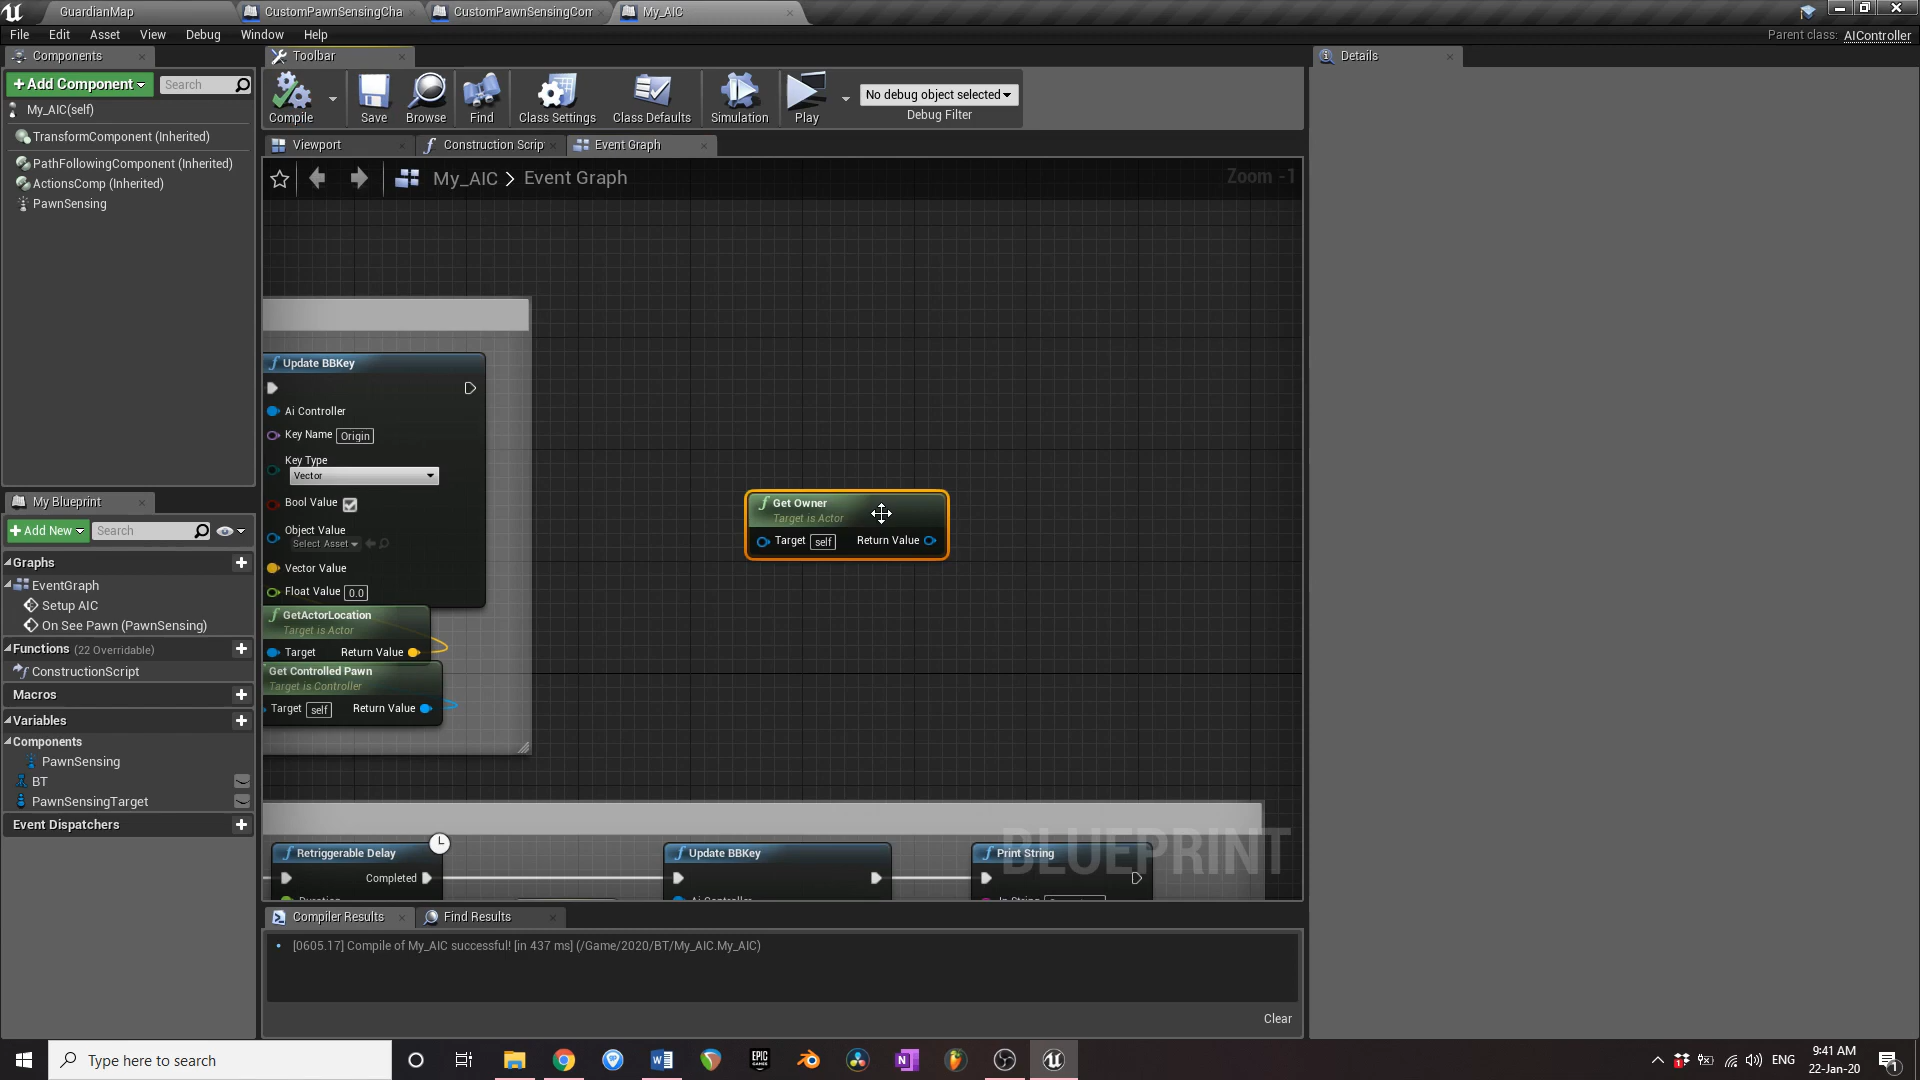 GuardianMap
CustomPawnSensingCha
CustomPawnSensingCom
My_AIC
File Edit Asset View Debug Window Help
Parent class: AIController
Components
Toolbar
Details
+Add Component
Search
My_AIC(self)
TransformComponent (Inherited)
PathFollowingComponent (Inherited)
ActionsComp (Inherited)
PawnSensing
Compile
Save
Browse
Find
Class Settings
Class Defaults
Simulation
Play
No debug object selected
Debug Filter
Viewport
Construction Scrip
Event Graph
My_AIC > Event Graph
Zoom -1
Update BBKey
Ai Controller
Key Name Origin
Key Type
Vector
Bool Value
Object Value
Select Asset
Vector Value
Float Value 0.0
GetActorLocation
Target is Actor
Target Return Value
Get Controlled Pawn
Target is Controller
Target self Return Value
Get Owner
Target is Actor
Target self Return Value
Retriggerable Delay
Completed
Duration
Update BBKey
Ai Controller
Print String
In String
BLUEPRINT
My Blueprint
+Add New
Search
Graphs
EventGraph
Setup AIC
On See Pawn (PawnSensing)
Functions (22 Overridable)
ConstructionScript
Macros
Variables
Components
PawnSensing
BT
PawnSensingTarget
Event Dispatchers
Compiler Results
Find Results
[0605.17] Compile of My_AIC successful! [in 437 ms] (/Game/2020/BT/My_AIC.My_AIC)
Clear
Type here to search
EPIC
GAMES
ENG
9:41 AM
22-Jan-20
1